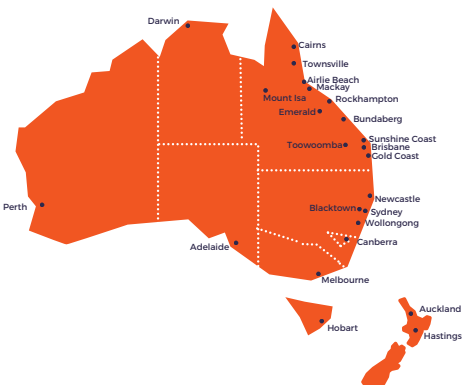 Darwin
Cairns
Townsville
Airlie Beach
Mackay
Mount Isa
Rockhampton
Emerald
Bundaberg
Sunshine Coast
Toowoomba
Brisbane
Gold Coast
Newcastle
Perth
Blacktown
Sydney
Wollongong
Canberra
Adelaide
Melbourne
Auckland
Hobart
Hastings